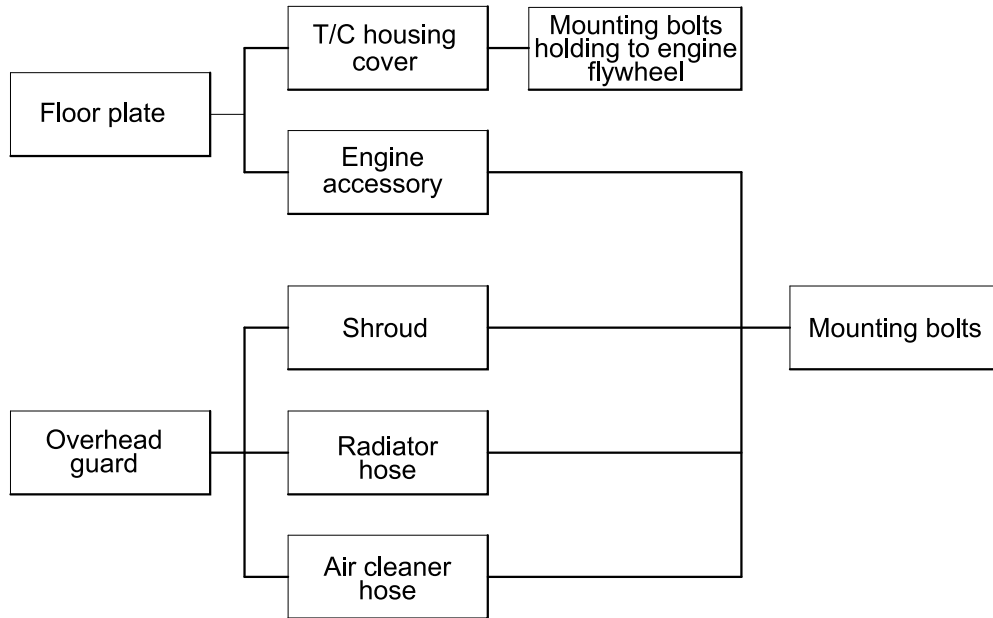 T/C housing
cover
Mounting bolts
holding to engine
flywheel
Floor plate
Engine
accessory
Shroud
Mounting bolts
Overhead
guard
Radiator
hose
Air cleaner
hose